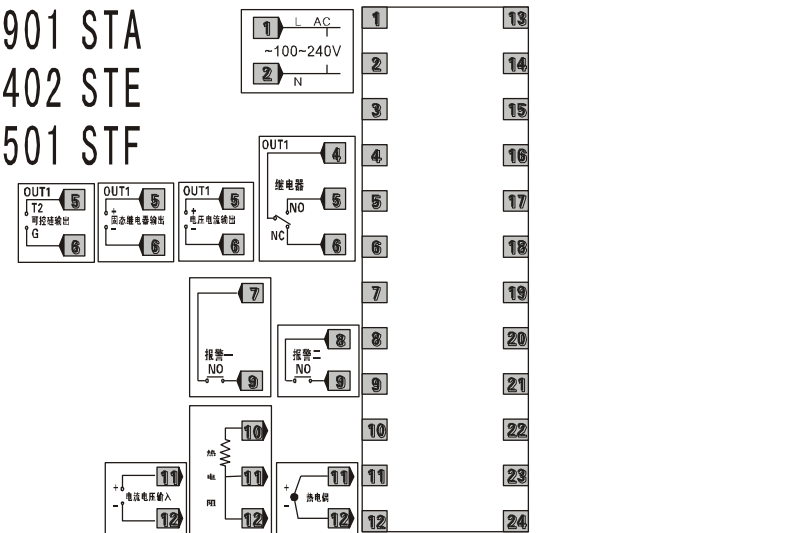 901 STA
402 STE
501 STF
1 L AC
~100~240V
2 N
OUT1
4
继电器
5
NO
NC
6
OUT1
5
T2
可控硅输出
G
6
OUT1
5
+
固态继电器输出
-
6
OUT1
5
+
电压电流输出
-
6
7
报警一
NO
9
8
报警二
NO
9
10
热
电
阻
11
12
11
+
电流电压输入
-
12
11
+
热电偶
-
12
1 13
2 14
3 15
4 16
5 17
6 18
7 19
8 20
9 21
10 22
11 23
12 24